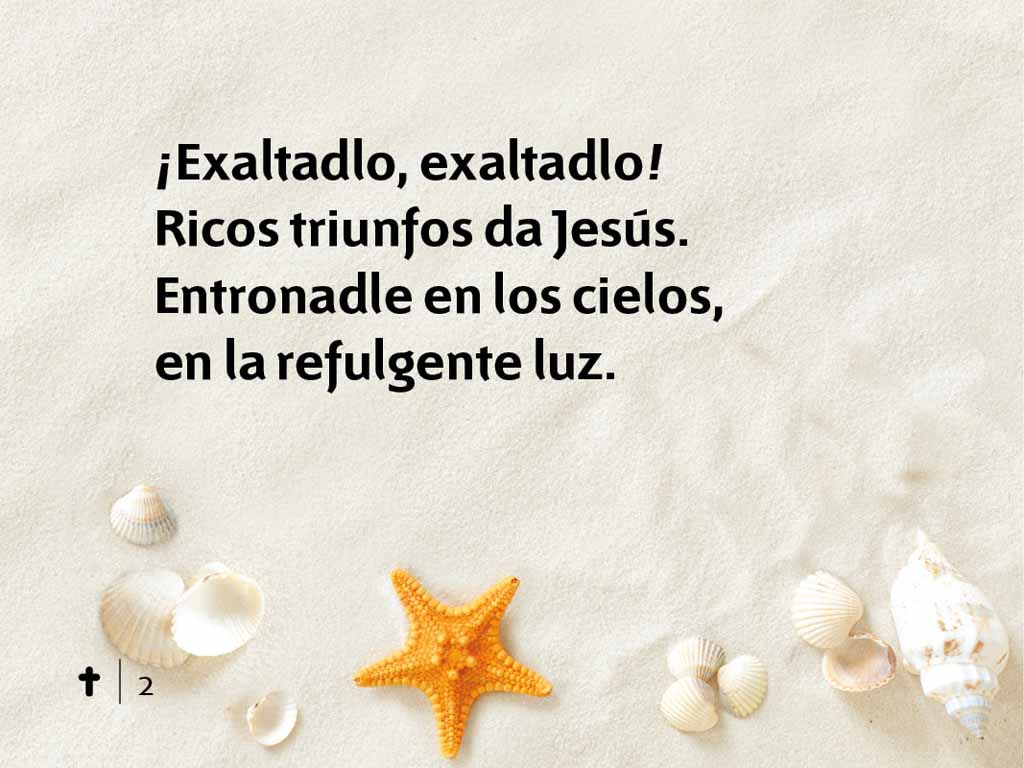 ¡Exaltadlo, exaltadlo!
Ricos triunfos da Jesús.
Entronadle en los cielos,
en la refulgente luz.
✝ | 2